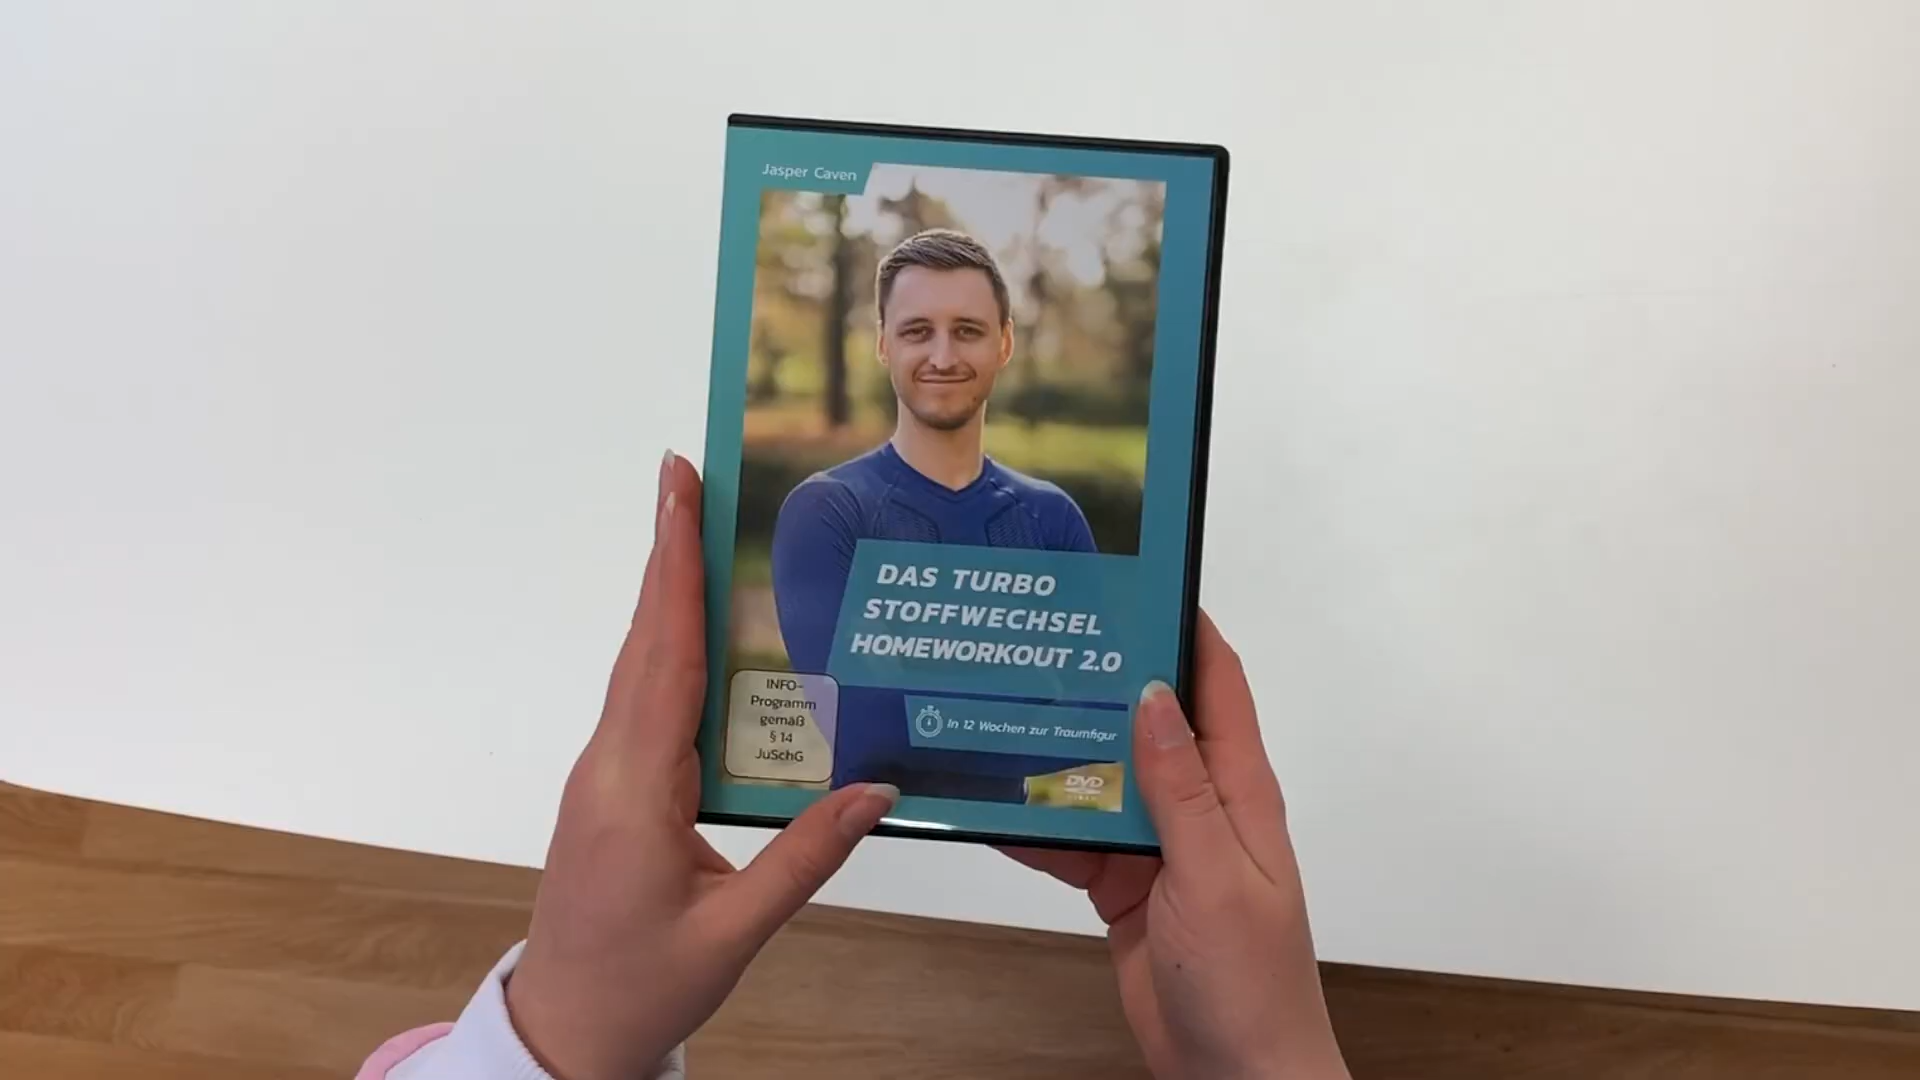 Jasper Caven
DAS TURBO
STOFFWECHSEL
HOMEWORKOUT 2.0
In 12 Wochen zur Traumfigur
INFO-
Programm
gemäß
§ 14
JuSchG
DVD
VIDEO